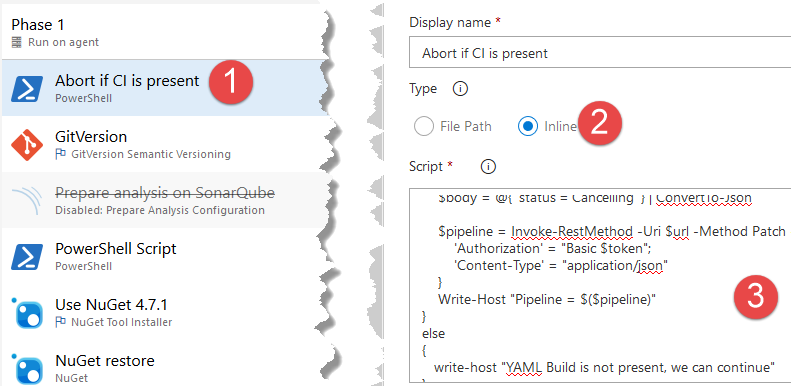 Phase 1
Run on agent
Abort if CI is present
PowerShell
1
GitVersion
GitVersion Semantic Versioning
Prepare analysis on SonarQube
Disabled: Prepare Analysis Configuration
PowerShell Script
PowerShell
Use NuGet 4.7.1
NuGet Tool Installer
NuGet restore
NuGet
Display name *
Abort if CI is present
Type
File Path
Inline
2
Script *
$body = @{ status = Cancelling } | ConvertTo-Json
$pipeline = Invoke-RestMethod -Uri $url -Method Patch
'Authorization' = "Basic $token";
'Content-Type' = "application/json"
}
Write-Host "Pipeline = $($pipeline)"
3
}
else
{
write-host "YAML Build is not present, we can continue"
}